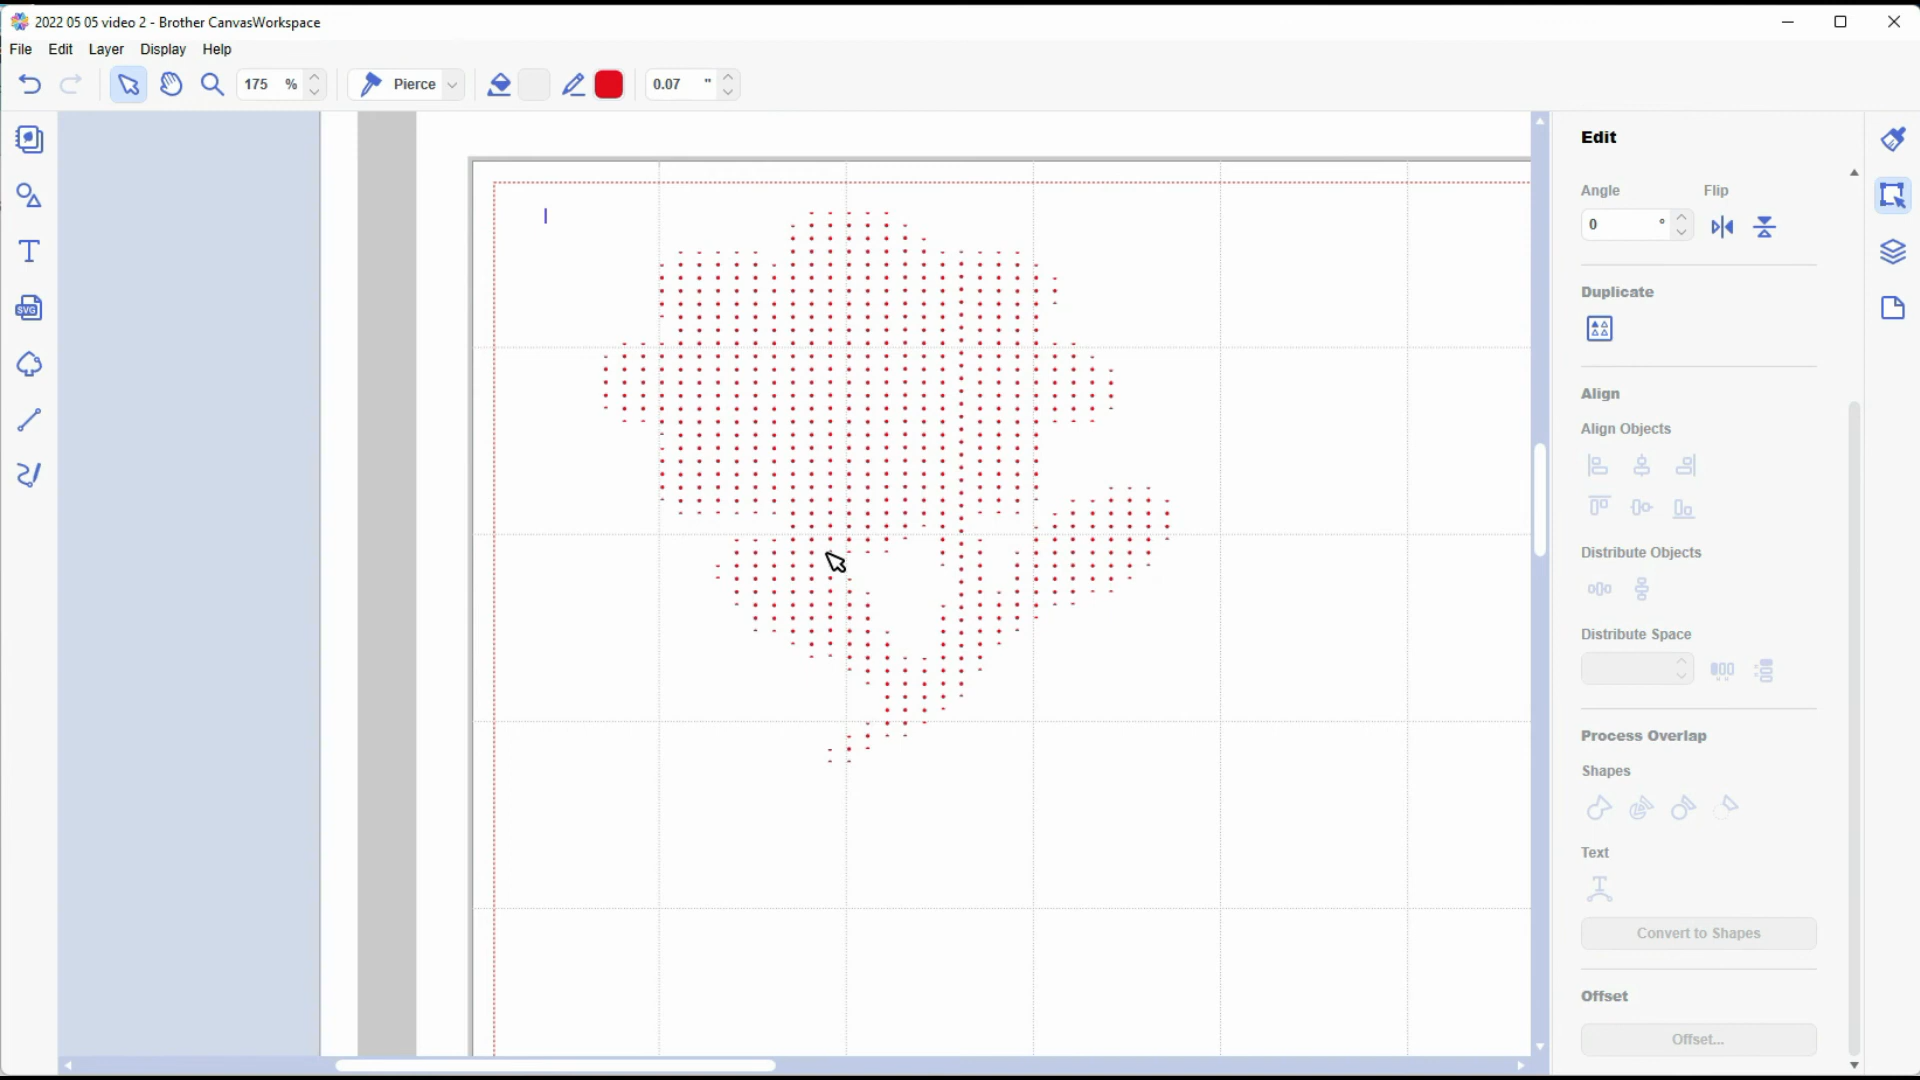 2022 05 05 video 2 - Brother CanvasWorkspace
File Edit Layer Display Help
175 % Pierce 0.07 "
Edit
Angle Flip
0 °
Duplicate
Align
Align Objects
Distribute Objects
Distribute Space
Process Overlap
Shapes
Text
Convert to Shapes
Offset
Offset...
T
SVG